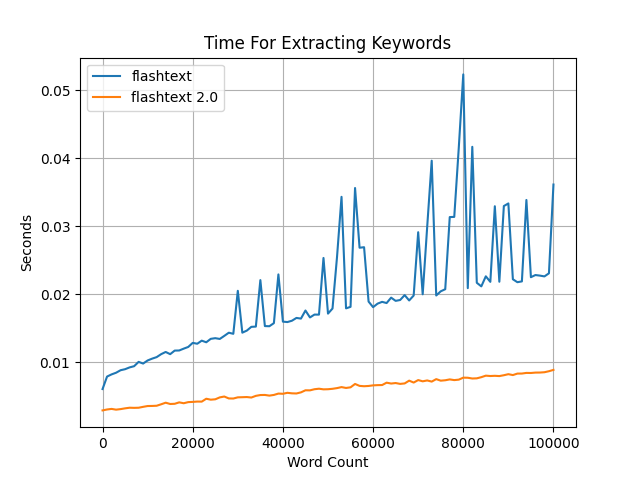 Time For Extracting Keywords
flashtext
flashtext 2.0
0.05
0.04
0.03
0.02
0.01
Seconds
0 20000 40000 60000 80000 100000
Word Count